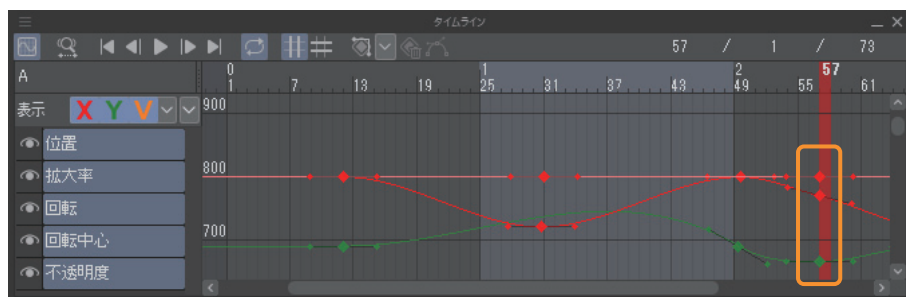 タイムライン
57 / 1 / 73
A
0 1 2 57
1 7 13 19 25 31 37 43 49 55 61
表示 X Y V
900
位置
拡大率
800
回転
回転中心
700
不透明度